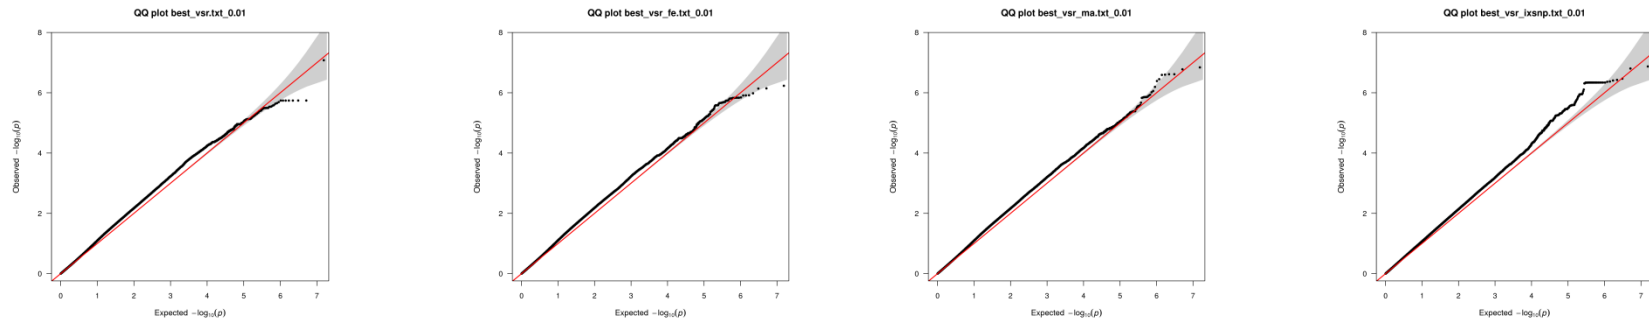 QQ plot best_vsr.txt_0.01
8
6
4
2
0
Observed −log₁₀(p)
0 1 2 3 4 5 6 7
Expected −log₁₀(p)
QQ plot best_vsr_fe.txt_0.01
8
6
4
2
0
Observed −log₁₀(p)
0 1 2 3 4 5 6 7
Expected −log₁₀(p)
QQ plot best_vsr_ma.txt_0.01
8
6
4
2
0
Observed −log₁₀(p)
0 1 2 3 4 5 6 7
Expected −log₁₀(p)
QQ plot best_vsr_ixsnp.txt_0.01
8
6
4
2
0
Observed −log₁₀(p)
0 1 2 3 4 5 6 7
Expected −log₁₀(p)